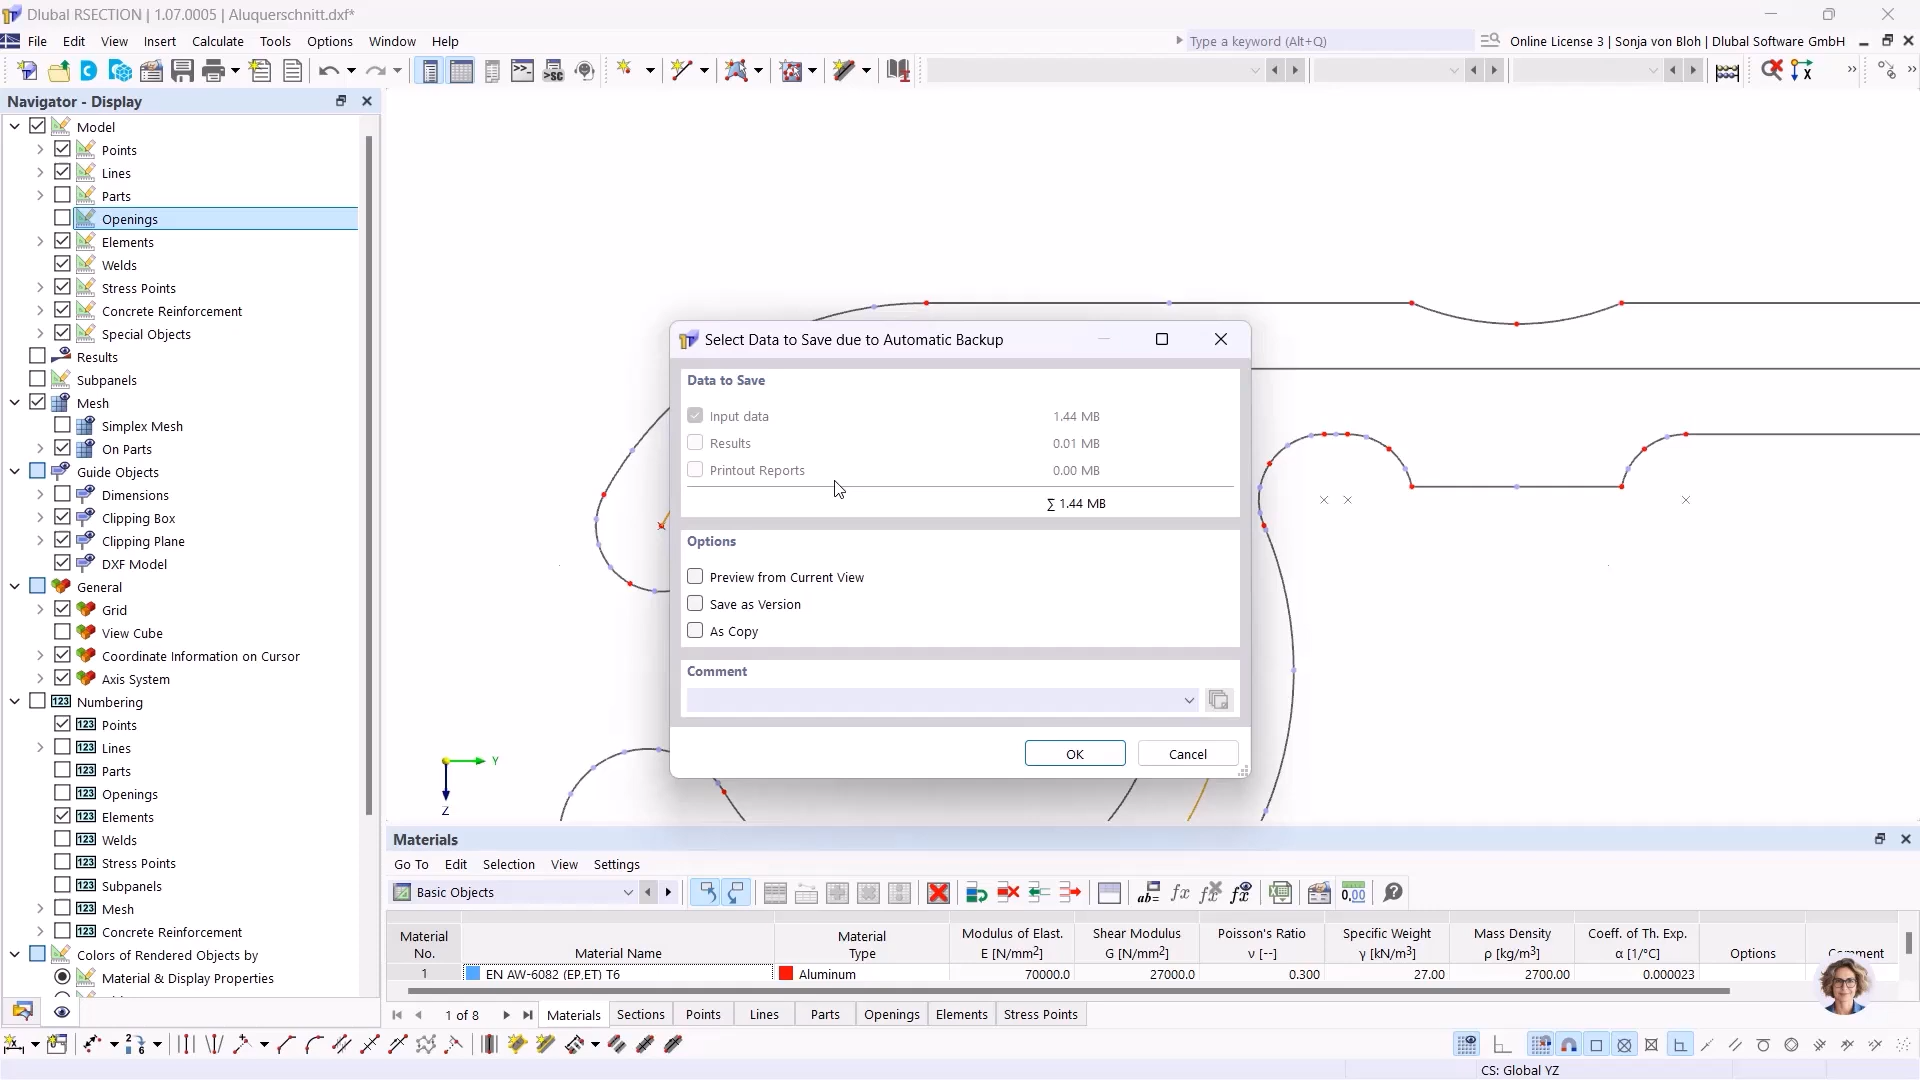 Dlubal RSECTION | 1.07.0005 | Aluquerschnitt.dxf*
File Edit View Insert Calculate Tools Options Window Help
Type a keyword (Alt+Q)
Online License 3 | Sonja von Bloh | Dlubal Software GmbH
Navigator - Display
Model
Points
Lines
Parts
Openings
Elements
Welds
Stress Points
Concrete Reinforcement
Special Objects
Results
Subpanels
Mesh
Simplex Mesh
On Parts
Guide Objects
Dimensions
Clipping Box
Clipping Plane
DXF Model
General
Grid
View Cube
Coordinate Information on Cursor
Axis System
Numbering
Points
Lines
Parts
Openings
Elements
Welds
Stress Points
Subpanels
Mesh
Concrete Reinforcement
Colors of Rendered Objects by
Material & Display Properties
Select Data to Save due to Automatic Backup
Data to Save
Input data 1.44 MB
Results 0.01 MB
Printout Reports 0.00 MB
∑ 1.44 MB
Options
Preview from Current View
Save as Version
As Copy
Comment
OK Cancel
Y
Z
Materials
Go To Edit Selection View Settings
Basic Objects
Material No. Material Name Material Type Modulus of Elast. E [N/mm2] Shear Modulus G [N/mm2] Poisson's Ratio ν [--] Specific Weight γ [kN/m3] Mass Density ρ [kg/m3] Coeff. of Th. Exp. α [1/°C] Options Comment
1 EN AW-6082 (EP,ET) T6 Aluminum 70000.0 27000.0 0.300 27.00 2700.00 0.000023
1 of 8 Materials Sections Points Lines Parts Openings Elements Stress Points
CS: Global YZ